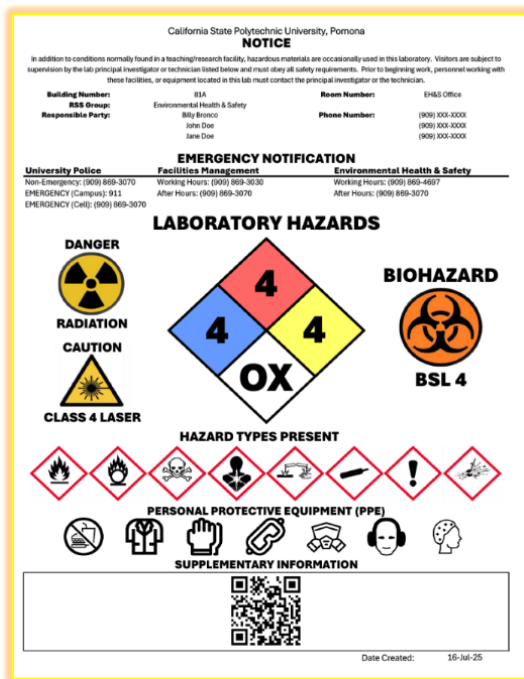 California State Polytechnic University, Pomona
NOTICE
In addition to conditions normally found in a teaching/research facility, hazardous materials are occasionally used in this laboratory. Visitors are subject to
supervision by the lab principal investigator or technician listed below and must obey all safety requirements. Prior to beginning work, personnel working with
these facilities, or equipment located in this lab must contact the principal investigator or the technician.
Building Number: 81A Room Number: EH&S Office
RSS Group: Environmental Health & Safety
Responsible Party: Billy Bronco Phone Number: (909) XXX-XXXX
John Doe (909) XXX-XXXX
Jane Doe (909) XXX-XXXX
EMERGENCY NOTIFICATION
University Police Facilities Management Environmental Health & Safety
Non-Emergency: (909) 869-3070 Working Hours: (909) 869-3030 Working Hours: (909) 869-4697
EMERGENCY (Campus): 911 After Hours: (909) 869-3070 After Hours: (909) 869-3070
EMERGENCY (Cell): (909) 869-3070
LABORATORY HAZARDS
DANGER
RADIATION
CAUTION
CLASS 4 LASER
4
4 4
OX
BIOHAZARD
BSL 4
HAZARD TYPES PRESENT
PERSONAL PROTECTIVE EQUIPMENT (PPE)
SUPPLEMENTARY INFORMATION
Date Created: 16-Jul-25